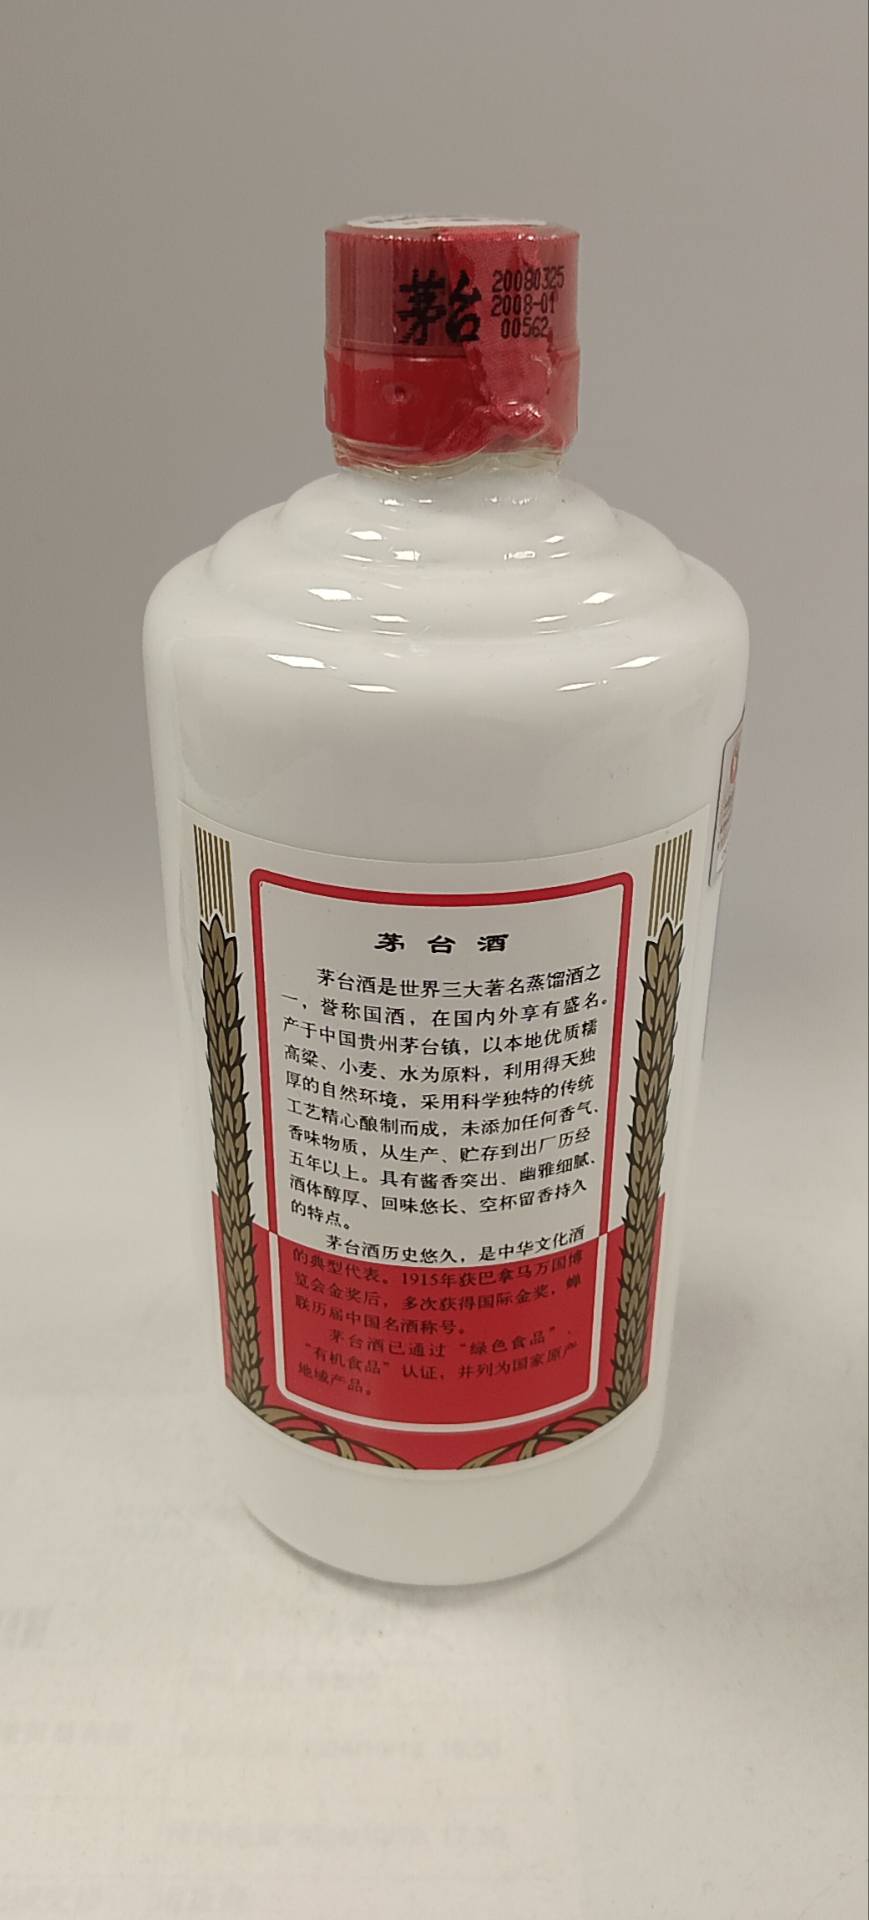 茅台
20080325
2008-01
00562
茅台酒
茅台酒是世界三大著名蒸馏酒之
一，誉称国酒，在国内外享有盛名。
产于中国贵州茅台镇，以本地优质糯
高粱、小麦、水为原料，利用得天独
厚的自然环境，采用科学独特的传统
工艺精心酿制而成，未添加任何香气、
香味物质，从生产、贮存到出厂历经
五年以上。具有酱香突出、幽雅细腻、
酒体醇厚、回味悠长、空杯留香持久
的特点。
茅台酒历史悠久，是中华文化酒
的典型代表。1915年获巴拿马万国博
览会金奖后，多次获得国际金奖，蝉
联历届中国名酒称号。
茅台酒已通过“绿色食品”、
“有机食品”认证，并列为国家原产
地域产品。